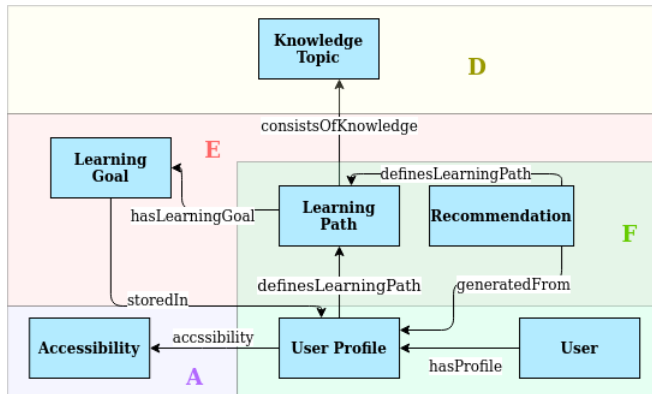 Knowledge
Topic
D
consistsOfKnowledge
E
Learning
Goal
definesLearningPath
hasLearningGoal
Learning
Path
Recommendation
F
definesLearningPath
generatedFrom
storedIn
Accessibility
accssibility
User Profile
hasProfile
User
A